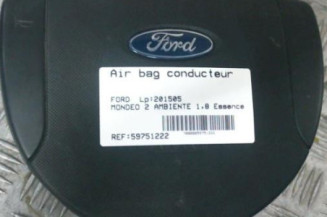 Ford
Air bag conducteur
FORD Lp:201505
MONDEO 2 AMBIENTE 1.8 Essence
REF:59751222